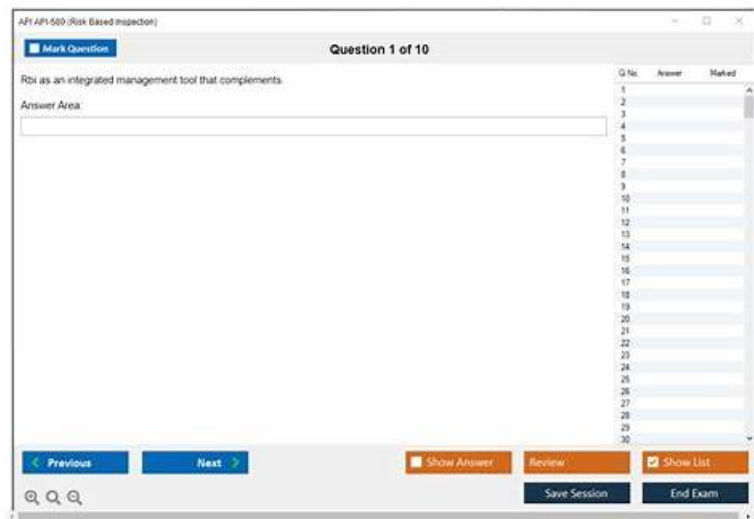 API API-580 (Risk Based Inspection)
Mark Question
Question 1 of 10
Rbi as an integrated management tool that complements.
Answer Area:
Q.No. Answer Marked
1
2
3
4
5
6
7
8
9
10
11
12
13
14
15
16
17
18
19
20
21
22
23
24
25
26
27
28
29
30
Previous
Next
Show Answer
Review
Show List
Save Session
End Exam